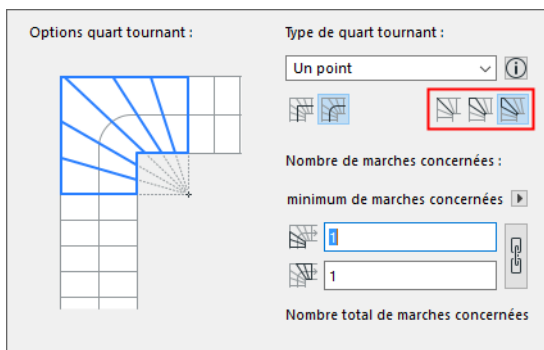 Options quart tournant :
Type de quart tournant :
Un point
Nombre de marches concernées :
minimum de marches concernées
1
1
Nombre total de marches concernées